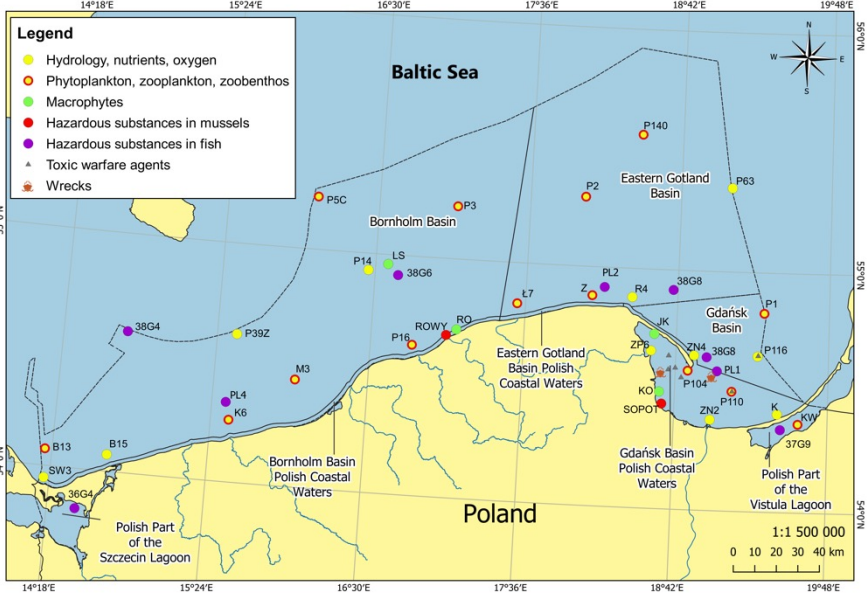 14°18'E
15°24'E
16°30'E
17°36'E
18°42'E
19°48'E
Legend
Hydrology, nutrients, oxygen
Phytoplankton, zooplankton, zoobenthos
Macrophytes
Hazardous substances in mussels
Hazardous substances in fish
Toxic warfare agents
Wrecks
Baltic Sea
N
W
E
S
56°0'N
P140
P63
Eastern Gotland
Basin
P2
P5C
P3
Bornholm Basin
LS
P14
38G6
PL2
R4
38G8
55°0'N
Z
Ł7
P1
Gdańsk
Basin
38G4
P39Z
ROWY
RO
P16
JK
ZP6
ZN4
38G8
P116
Eastern Gotland
Basin Polish
Coastal Waters
M3
P104
PL1
P110
PL4
K6
KO
SOPOT
ZN2
K
KW
37G9
B13
B15
SW3
36G4
Bornholm Basin
Polish Coastal
Waters
Gdańsk Basin
Polish Coastal
Waters
Polish Part
of the
Vistula Lagoon
Polish Part
of the
Szczecin Lagoon
Poland
54°0'N
1:1 500 000
0 10 20 30 40 km
14°18'E
15°24'E
16°30'E
17°36'E
18°42'E
19°48'E